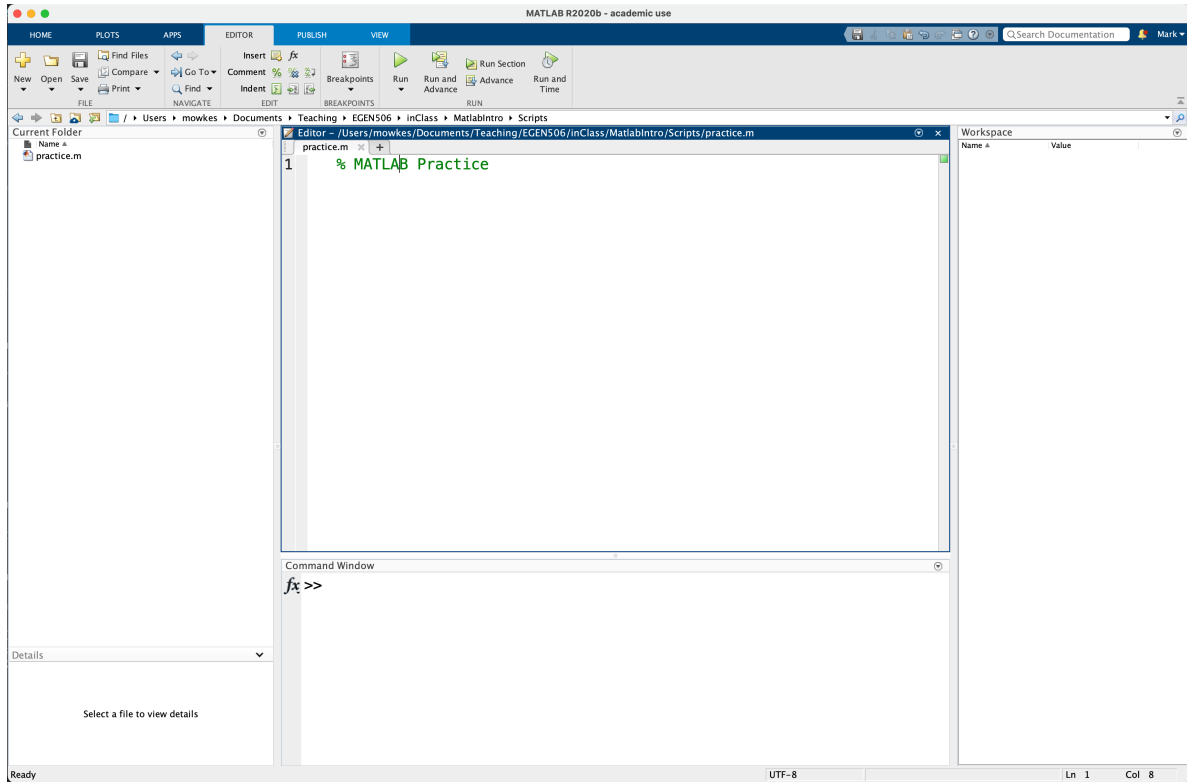 MATLAB R2020b - academic use
HOME PLOTS APPS EDITOR PUBLISH VIEW Search Documentation Mark
New Open Save Find Files Compare Print
Go To Find
Insert fx
Comment
Indent
Breakpoints
Run Run and Advance Run Section Advance Run and Time
FILE NAVIGATE EDIT BREAKPOINTS RUN
/ Users mowkes Documents Teaching EGEN506 inClass MatlabIntro Scripts
Current Folder
Name
practice.m
Editor - /Users/mowkes/Documents/Teaching/EGEN506/inClass/MatlabIntro/Scripts/practice.m
practice.m +
1 % MATLAB Practice
Workspace
Name Value
Command Window
fx >>
Details
Select a file to view details
Ready UTF-8 Ln 1 Col 8